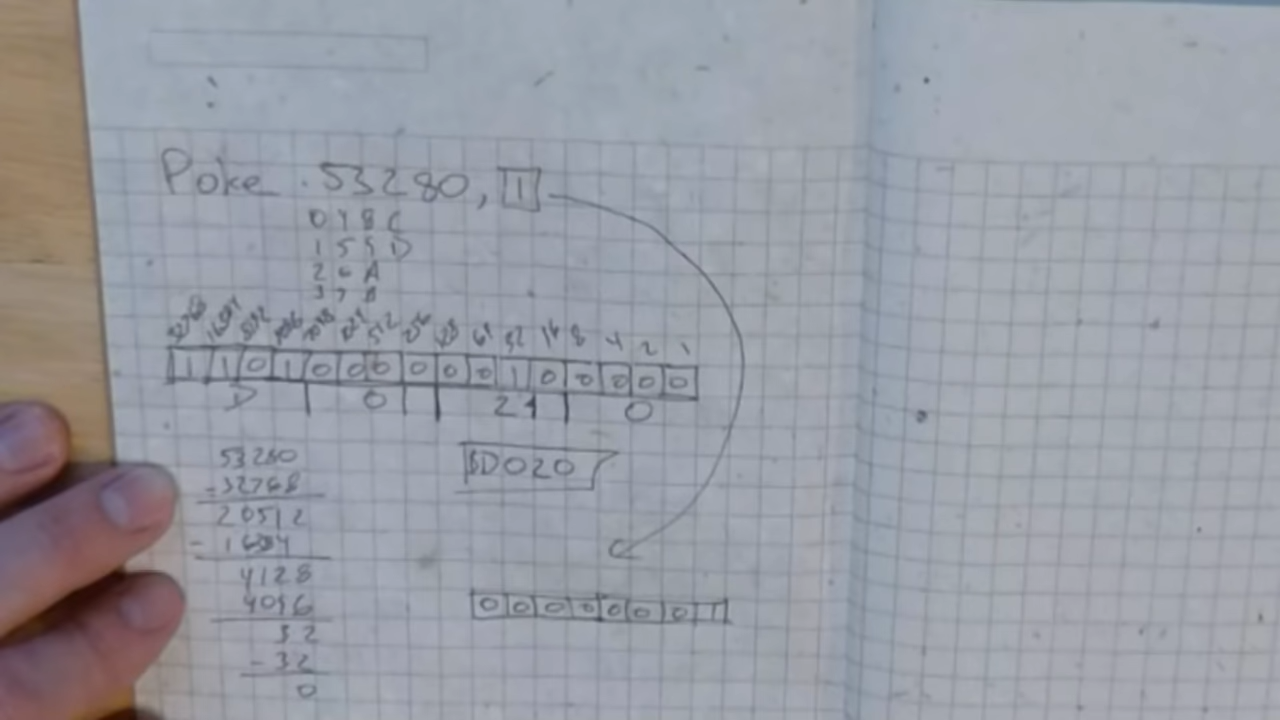 Poke 53280, 1
0 4 8 C
1 5 9 D
2 6 A
3 7 B
32768 16384 8192 4096 2048 1024 512 256 128 64 32 16 8 4 2 1
1 1 0 1 0 0 0 0 0 0 1 0 0 0 0 0
D 0 2 0
53280
-32768
20512
-16384
4128
4096
32
-32
0
$D020
0 0 0 0 0 0 0 1